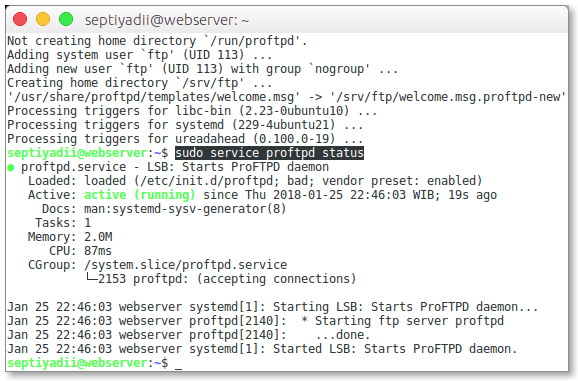 septiyadii@webserver: ~
Not creating home directory `/run/proftpd'.
Adding system user `ftp' (UID 113) ...
Adding new user `ftp' (UID 113) with group `nogroup' ...
Creating home directory `/srv/ftp' ...
'/usr/share/proftpd/templates/welcome.msg' -> '/srv/ftp/welcome.msg.proftpd-new'
Processing triggers for libc-bin (2.23-0ubuntu10) ...
Processing triggers for systemd (229-4ubuntu21) ...
Processing triggers for ureadahead (0.100.0-19) ...
septiyadii@webserver:~$ sudo service proftpd status
● proftpd.service - LSB: Starts ProFTPD daemon
   Loaded: loaded (/etc/init.d/proftpd; bad; vendor preset: enabled)
   Active: active (running) since Thu 2018-01-25 22:46:03 WIB; 19s ago
     Docs: man:systemd-sysv-generator(8)
    Tasks: 1
   Memory: 2.0M
      CPU: 87ms
   CGroup: /system.slice/proftpd.service
           └─2153 proftpd: (accepting connections)
Jan 25 22:46:03 webserver systemd[1]: Starting LSB: Starts ProFTPD daemon...
Jan 25 22:46:03 webserver proftpd[2140]:  * Starting ftp server proftpd
Jan 25 22:46:03 webserver proftpd[2140]:    ...done.
Jan 25 22:46:03 webserver systemd[1]: Started LSB: Starts ProFTPD daemon.
septiyadii@webserver:~$ _